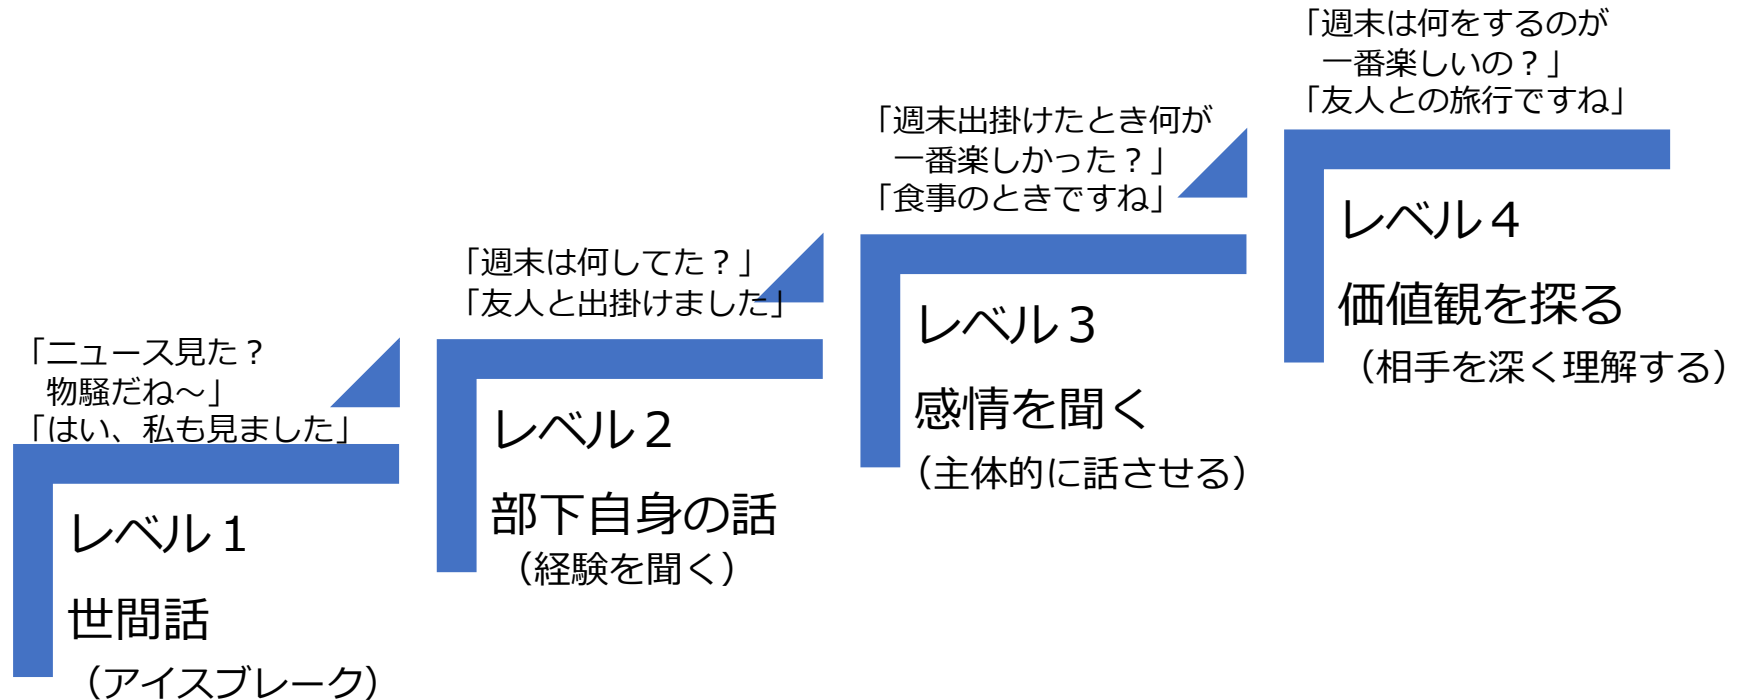 「ニュース見た？
物騒だね～」
「はい、私も見ました」
レベル１
世間話
（アイスブレーク）
「週末は何してた？」
「友人と出掛けました」
レベル２
部下自身の話
（経験を聞く）
「週末出掛けたとき何が
一番楽しかった？」
「食事のときですね」
レベル３
感情を聞く
（主体的に話させる）
「週末は何をするのが
一番楽しいの？」
「友人との旅行ですね」
レベル４
価値観を探る
（相手を深く理解する）